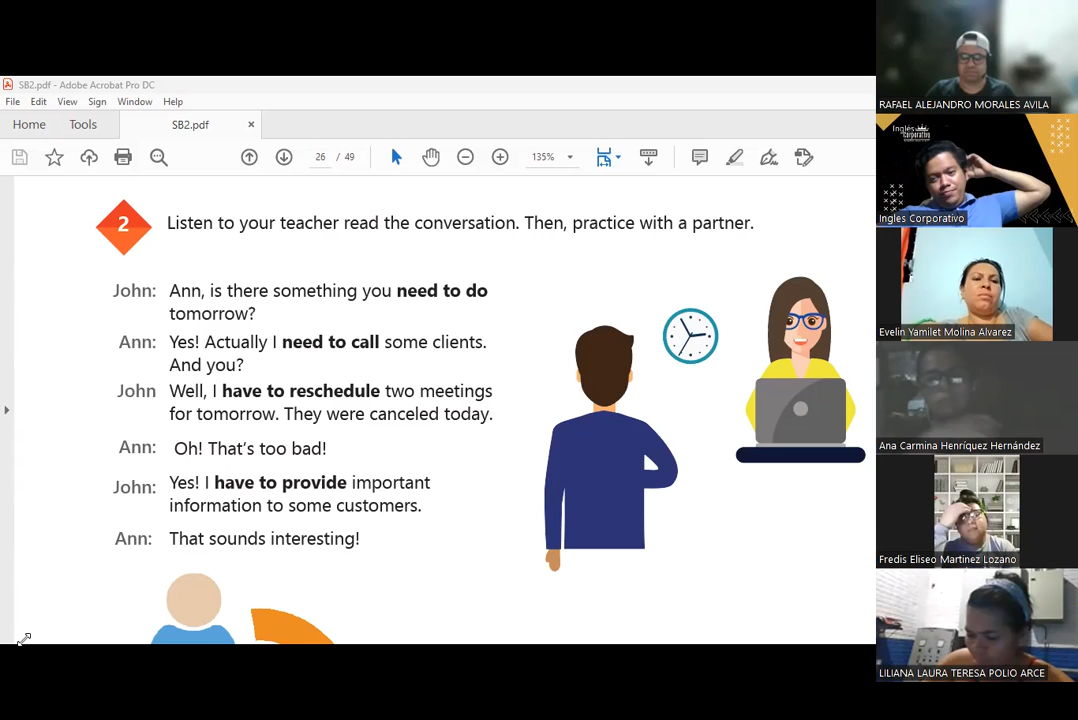 SB2.pdf - Adobe Acrobat Pro DC
File Edit View Sign Window Help
Home Tools SB2.pdf ×
26 / 49 135%
2 Listen to your teacher read the conversation. Then, practice with a partner.
John: Ann, is there something you need to do
tomorrow?
Ann: Yes! Actually I need to call some clients.
And you?
John Well, I have to reschedule two meetings
for tomorrow. They were canceled today.
Ann: Oh! That's too bad!
John: Yes! I have to provide important
information to some customers.
Ann: That sounds interesting!
RAFAEL ALEJANDRO MORALES AVILA
Inglés
Corporativo
Ingles Corporativo
Evelin Yamilet Molina Alvarez
Ana Carmina Henríquez Hernández
Fredis Eliseo Martinez Lozano
LILIANA LAURA TERESA POLIO ARCE